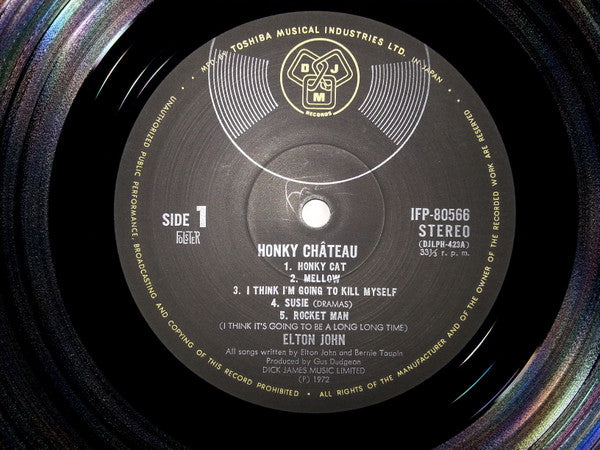 MFD. BY TOSHIBA MUSICAL INDUSTRIES LTD. IN JAPAN
DJM
RECORDS
SIDE 1
IFP-80566
STEREO
(DJLPH-423A)
33⅓ r. p. m.
HONKY CHÂTEAU
1. HONKY CAT
2. MELLOW
3. I THINK I'M GOING TO KILL MYSELF
4. SUSIE (DRAMAS)
5. ROCKET MAN
(I THINK IT'S GOING TO BE A LONG LONG TIME)
ELTON JOHN
All songs written by Elton John and Bernie Taupin
Produced by Gus Dudgeon
DICK JAMES MUSIC LIMITED
(P) 1972
UNAUTHORIZED PUBLIC PERFORMANCE, BROADCASTING AND COPYING OF THIS RECORD PROHIBITED • ALL RIGHTS OF THE MANUFACTURER AND OF THE OWNER OF THE RECORDED WORK ARE RESERVED